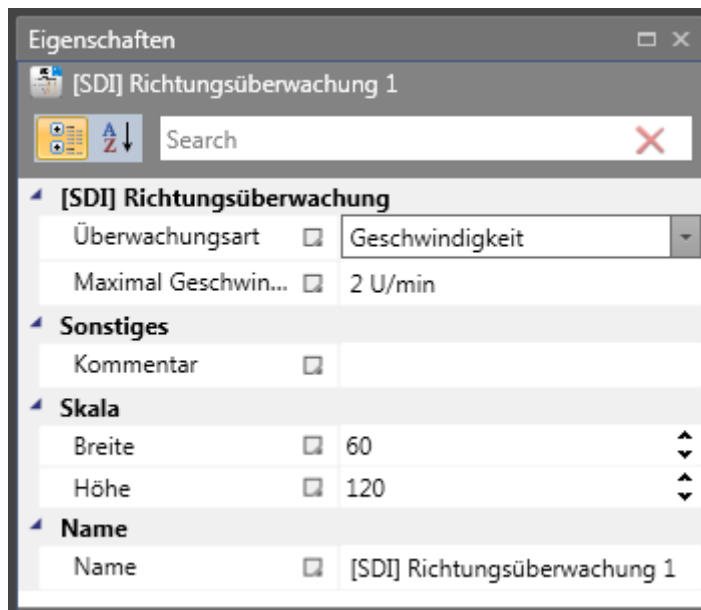 Eigenschaften
[SDI] Richtungsüberwachung 1
A
Z
Search
[SDI] Richtungsüberwachung
Überwachungsart Geschwindigkeit
Maximal Geschwin... 2 U/min
Sonstiges
Kommentar
Skala
Breite 60
Höhe 120
Name
Name [SDI] Richtungsüberwachung 1